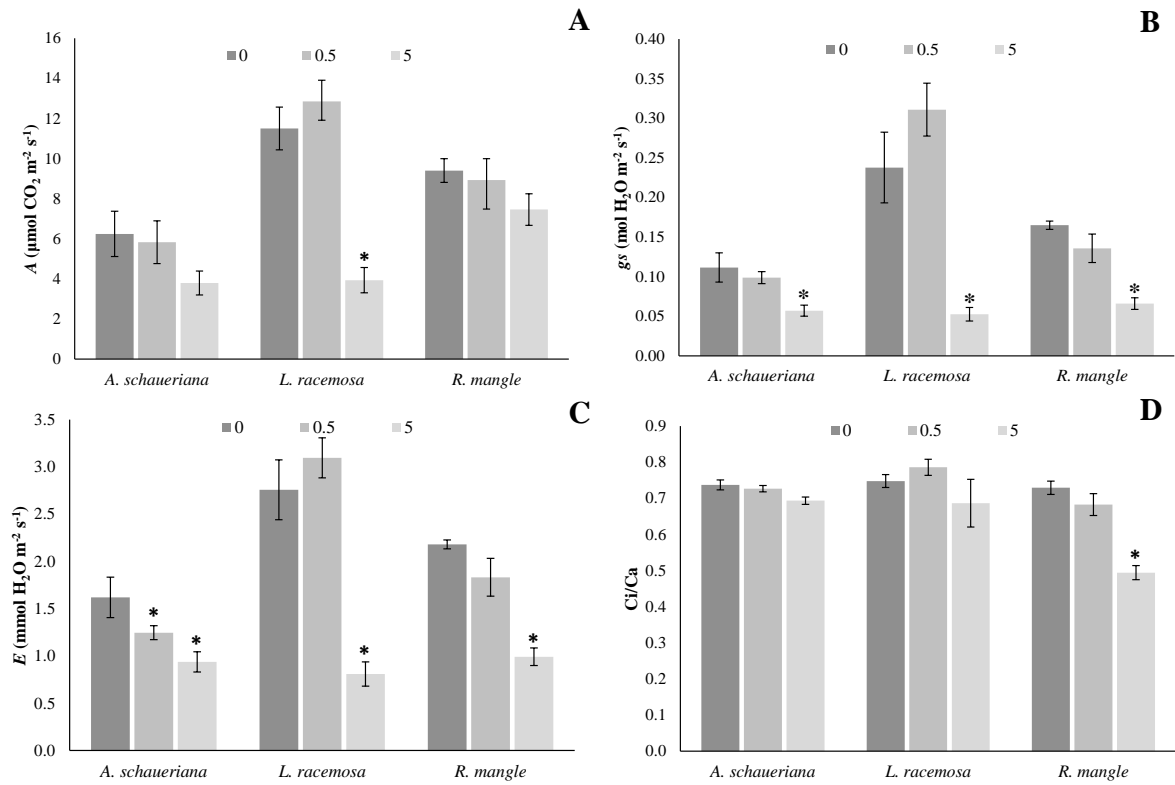 A
0 0.5 5
A (µmol CO₂ m⁻² s⁻¹)
16
14
12
10
8
6
4
2
0
*
A. schaueriana L. racemosa R. mangle
B
0 0.5 5
gs (mol H₂O m⁻² s⁻¹)
0.40
0.35
0.30
0.25
0.20
0.15
0.10
0.05
0.00
* * *
A. schaueriana L. racemosa R. mangle
C
0 0.5 5
E (mmol H₂O m⁻² s⁻¹)
3.5
3.0
2.5
2.0
1.5
1.0
0.5
0.0
* * * *
A. schaueriana L. racemosa R. mangle
D
0 0.5 5
Ci/Ca
0.9
0.8
0.7
0.6
0.5
0.4
0.3
0.2
0.1
0.0
*
A. schaueriana L. racemosa R. mangle